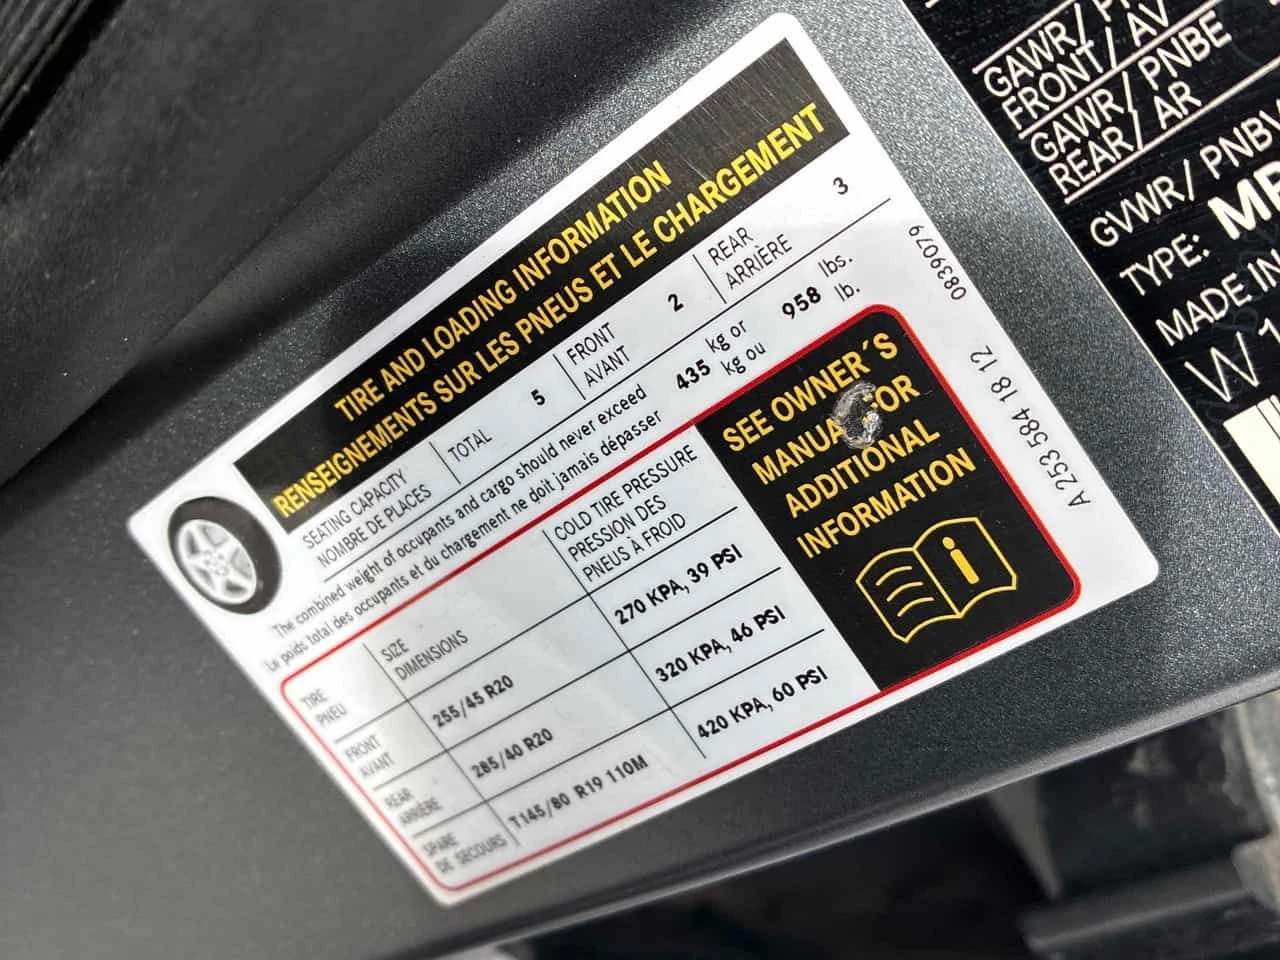 TIRE AND LOADING INFORMATION
RENSEIGNEMENTS SUR LES PNEUS ET LE CHARGEMENT
SEATING CAPACITY
NOMBRE DE PLACES
TOTAL 5
FRONT
AVANT 2
REAR
ARRIÈRE 3
The combined weight of occupants and cargo should never exceed 435 kg or 958 lbs.
Le poids total des occupants et du chargement ne doit jamais dépasser kg ou lb.
TIRE
PNEU
SIZE
DIMENSIONS
COLD TIRE PRESSURE
PRESSION DES
PNEUS À FROID
FRONT
AVANT
255/45 R20
270 KPA, 39 PSI
REAR
ARRIÈRE
285/40 R20
320 KPA, 46 PSI
SPARE
DE SECOURS
T145/80 R19 110M
420 KPA, 60 PSI
SEE OWNER´S
MANUAL FOR
ADDITIONAL
INFORMATION
i
0839079
A 253 584 18 12
GAWR/
FRONT / AV
GAWR/ PNBE
REAR/ AR
GVWR/ PNBV
TYPE:
MADE IN
W1